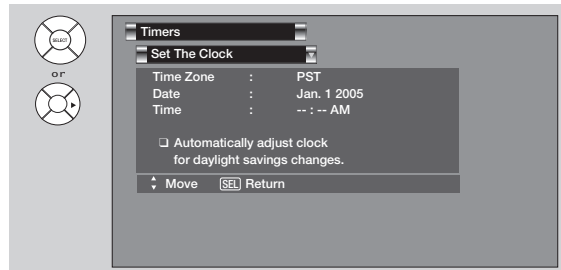 SELECT
or
Timers
Set The Clock
Time Zone : PST
Date : Jan. 1 2005
Time : -- : -- AM
❏ Automatically adjust clock
for daylight savings changes.
Move SEL Return